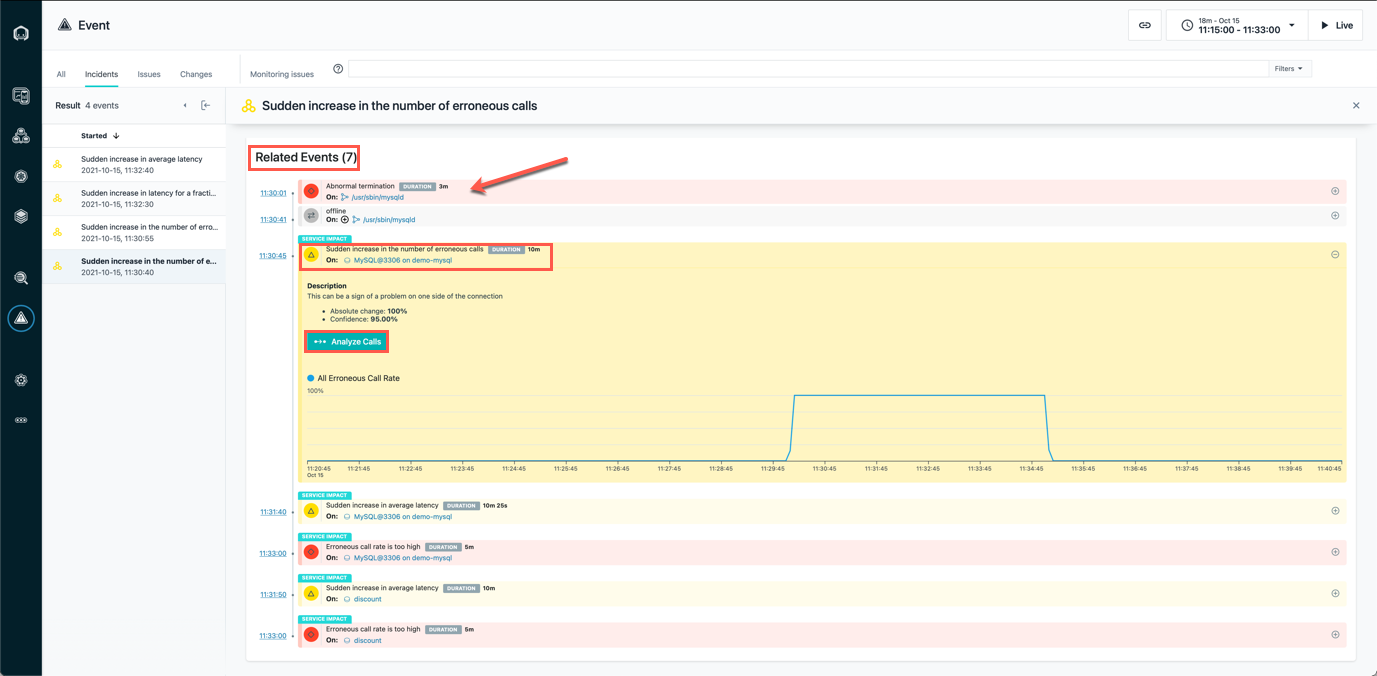 Event
18m - Oct 15
11:15:00 - 11:33:00
Live
All
Incidents
Issues
Changes
Monitoring issues
Filters
Result 4 events
Started
Sudden increase in average latency
2021-10-15, 11:32:40
Sudden increase in latency for a fracti...
2021-10-15, 11:32:30
Sudden increase in the number of erro...
2021-10-15, 11:30:55
Sudden increase in the number of e...
2021-10-15, 11:30:40
Sudden increase in the number of erroneous calls
Related Events (7)
11:30:01
Abnormal termination DURATION 3m
On: /usr/sbin/mysqld
11:30:41
offline
On: /usr/sbin/mysqld
SERVICE IMPACT
11:30:45
Sudden increase in the number of erroneous calls DURATION 10m
On: MySQL@3306 on demo-mysql
Description
This can be a sign of a problem on one side of the connection
Absolute change: 100%
Confidence: 95.00%
Analyze Calls
All Erroneous Call Rate
100%
11:20:45 11:21:45 11:22:45 11:23:45 11:24:45 11:25:45 11:26:45 11:27:45 11:28:45 11:29:45 11:30:45 11:31:45 11:32:45 11:33:45 11:34:45 11:35:45 11:36:45 11:37:45 11:38:45 11:39:45 11:40:45
Oct 15
SERVICE IMPACT
11:31:40
Sudden increase in average latency DURATION 10m 25s
On: MySQL@3306 on demo-mysql
SERVICE IMPACT
11:33:00
Erroneous call rate is too high DURATION 5m
On: MySQL@3306 on demo-mysql
SERVICE IMPACT
11:31:50
Sudden increase in average latency DURATION 10m
On: discount
SERVICE IMPACT
11:33:00
Erroneous call rate is too high DURATION 5m
On: discount